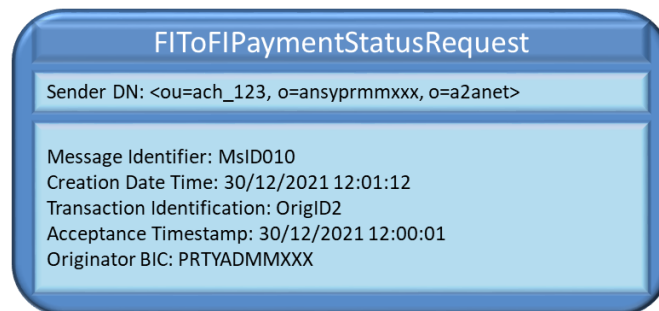 FIToFIPaymentStatusRequest
Sender DN: <ou=ach_123, o=ansyprmmxxx, o=a2anet>
Message Identifier: MsID010
Creation Date Time: 30/12/2021 12:01:12
Transaction Identification: OrigID2
Acceptance Timestamp: 30/12/2021 12:00:01
Originator BIC: PRTYADMMXXX